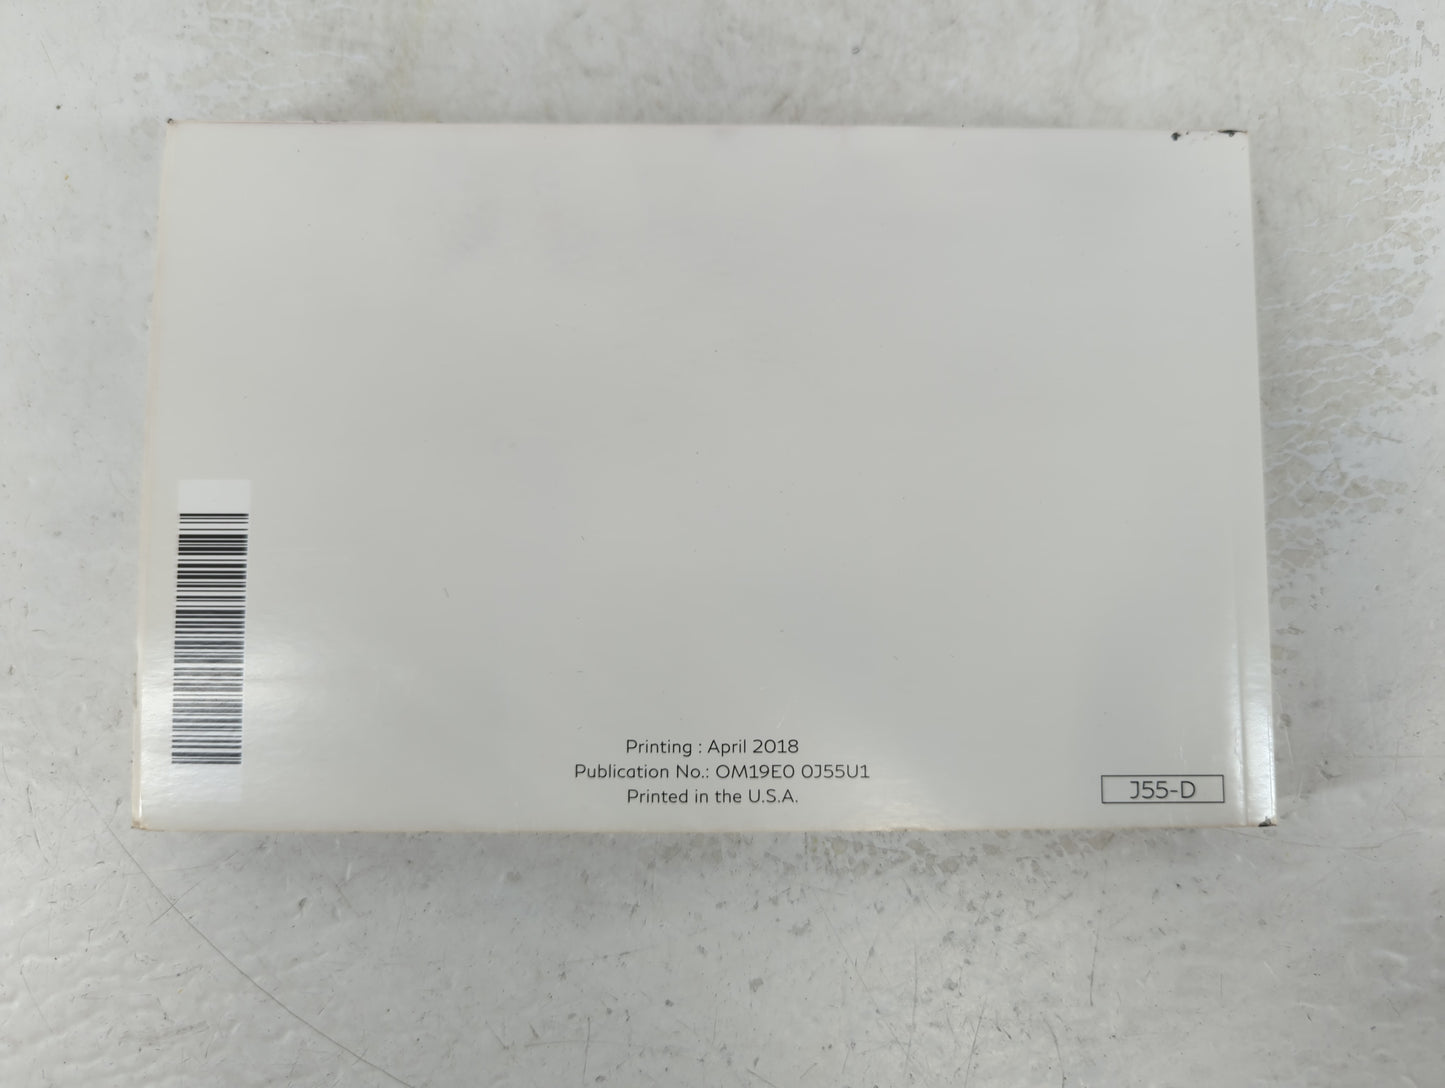 Printing : April 2018
Publication No.: OM19E0 0J55U1
Printed in the U.S.A.
J55-D